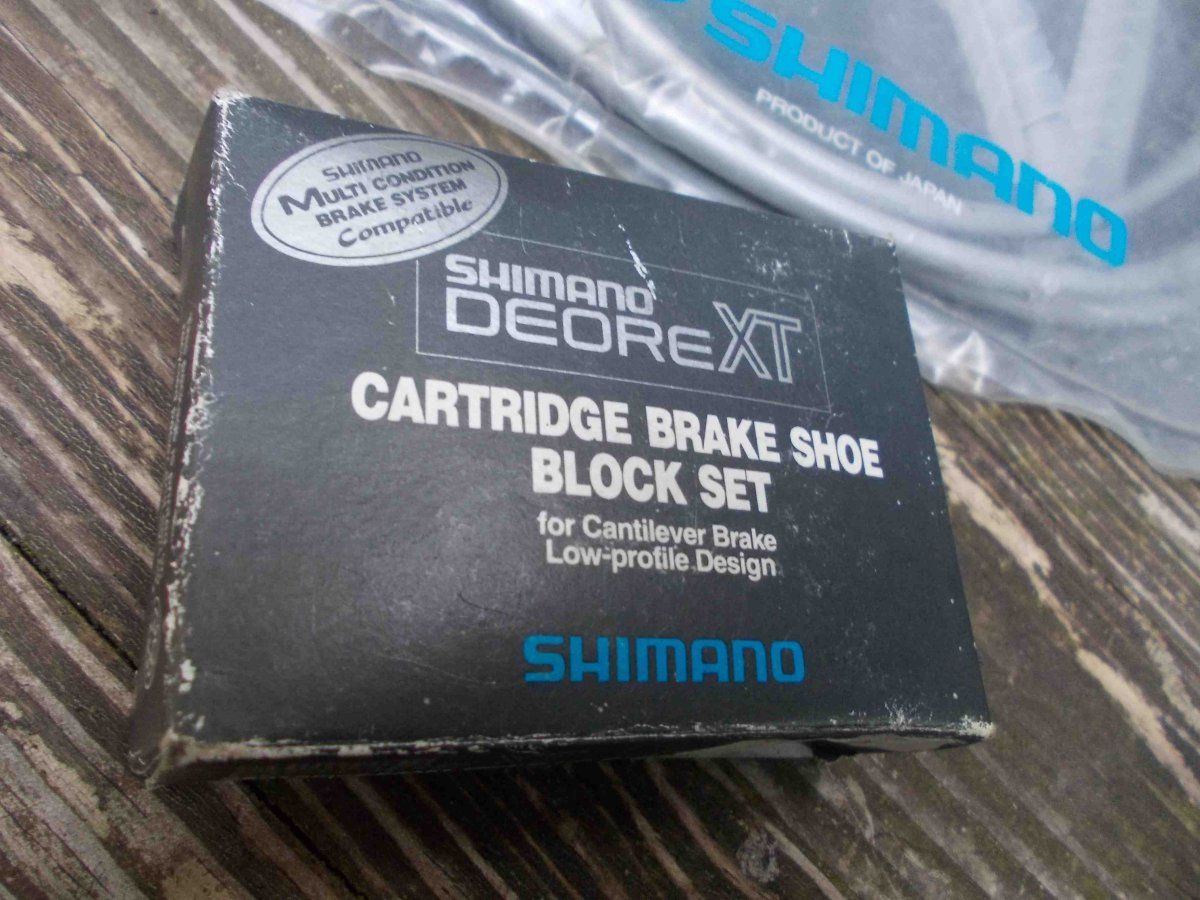 SHIMANO
PRODUCT OF JAPAN
SHIMANO
MULTI CONDITION
BRAKE SYSTEM
Compatible
SHIMANO
DEORE XT
CARTRIDGE BRAKE SHOE
BLOCK SET
for Cantilever Brake
Low-profile Design
SHIMANO